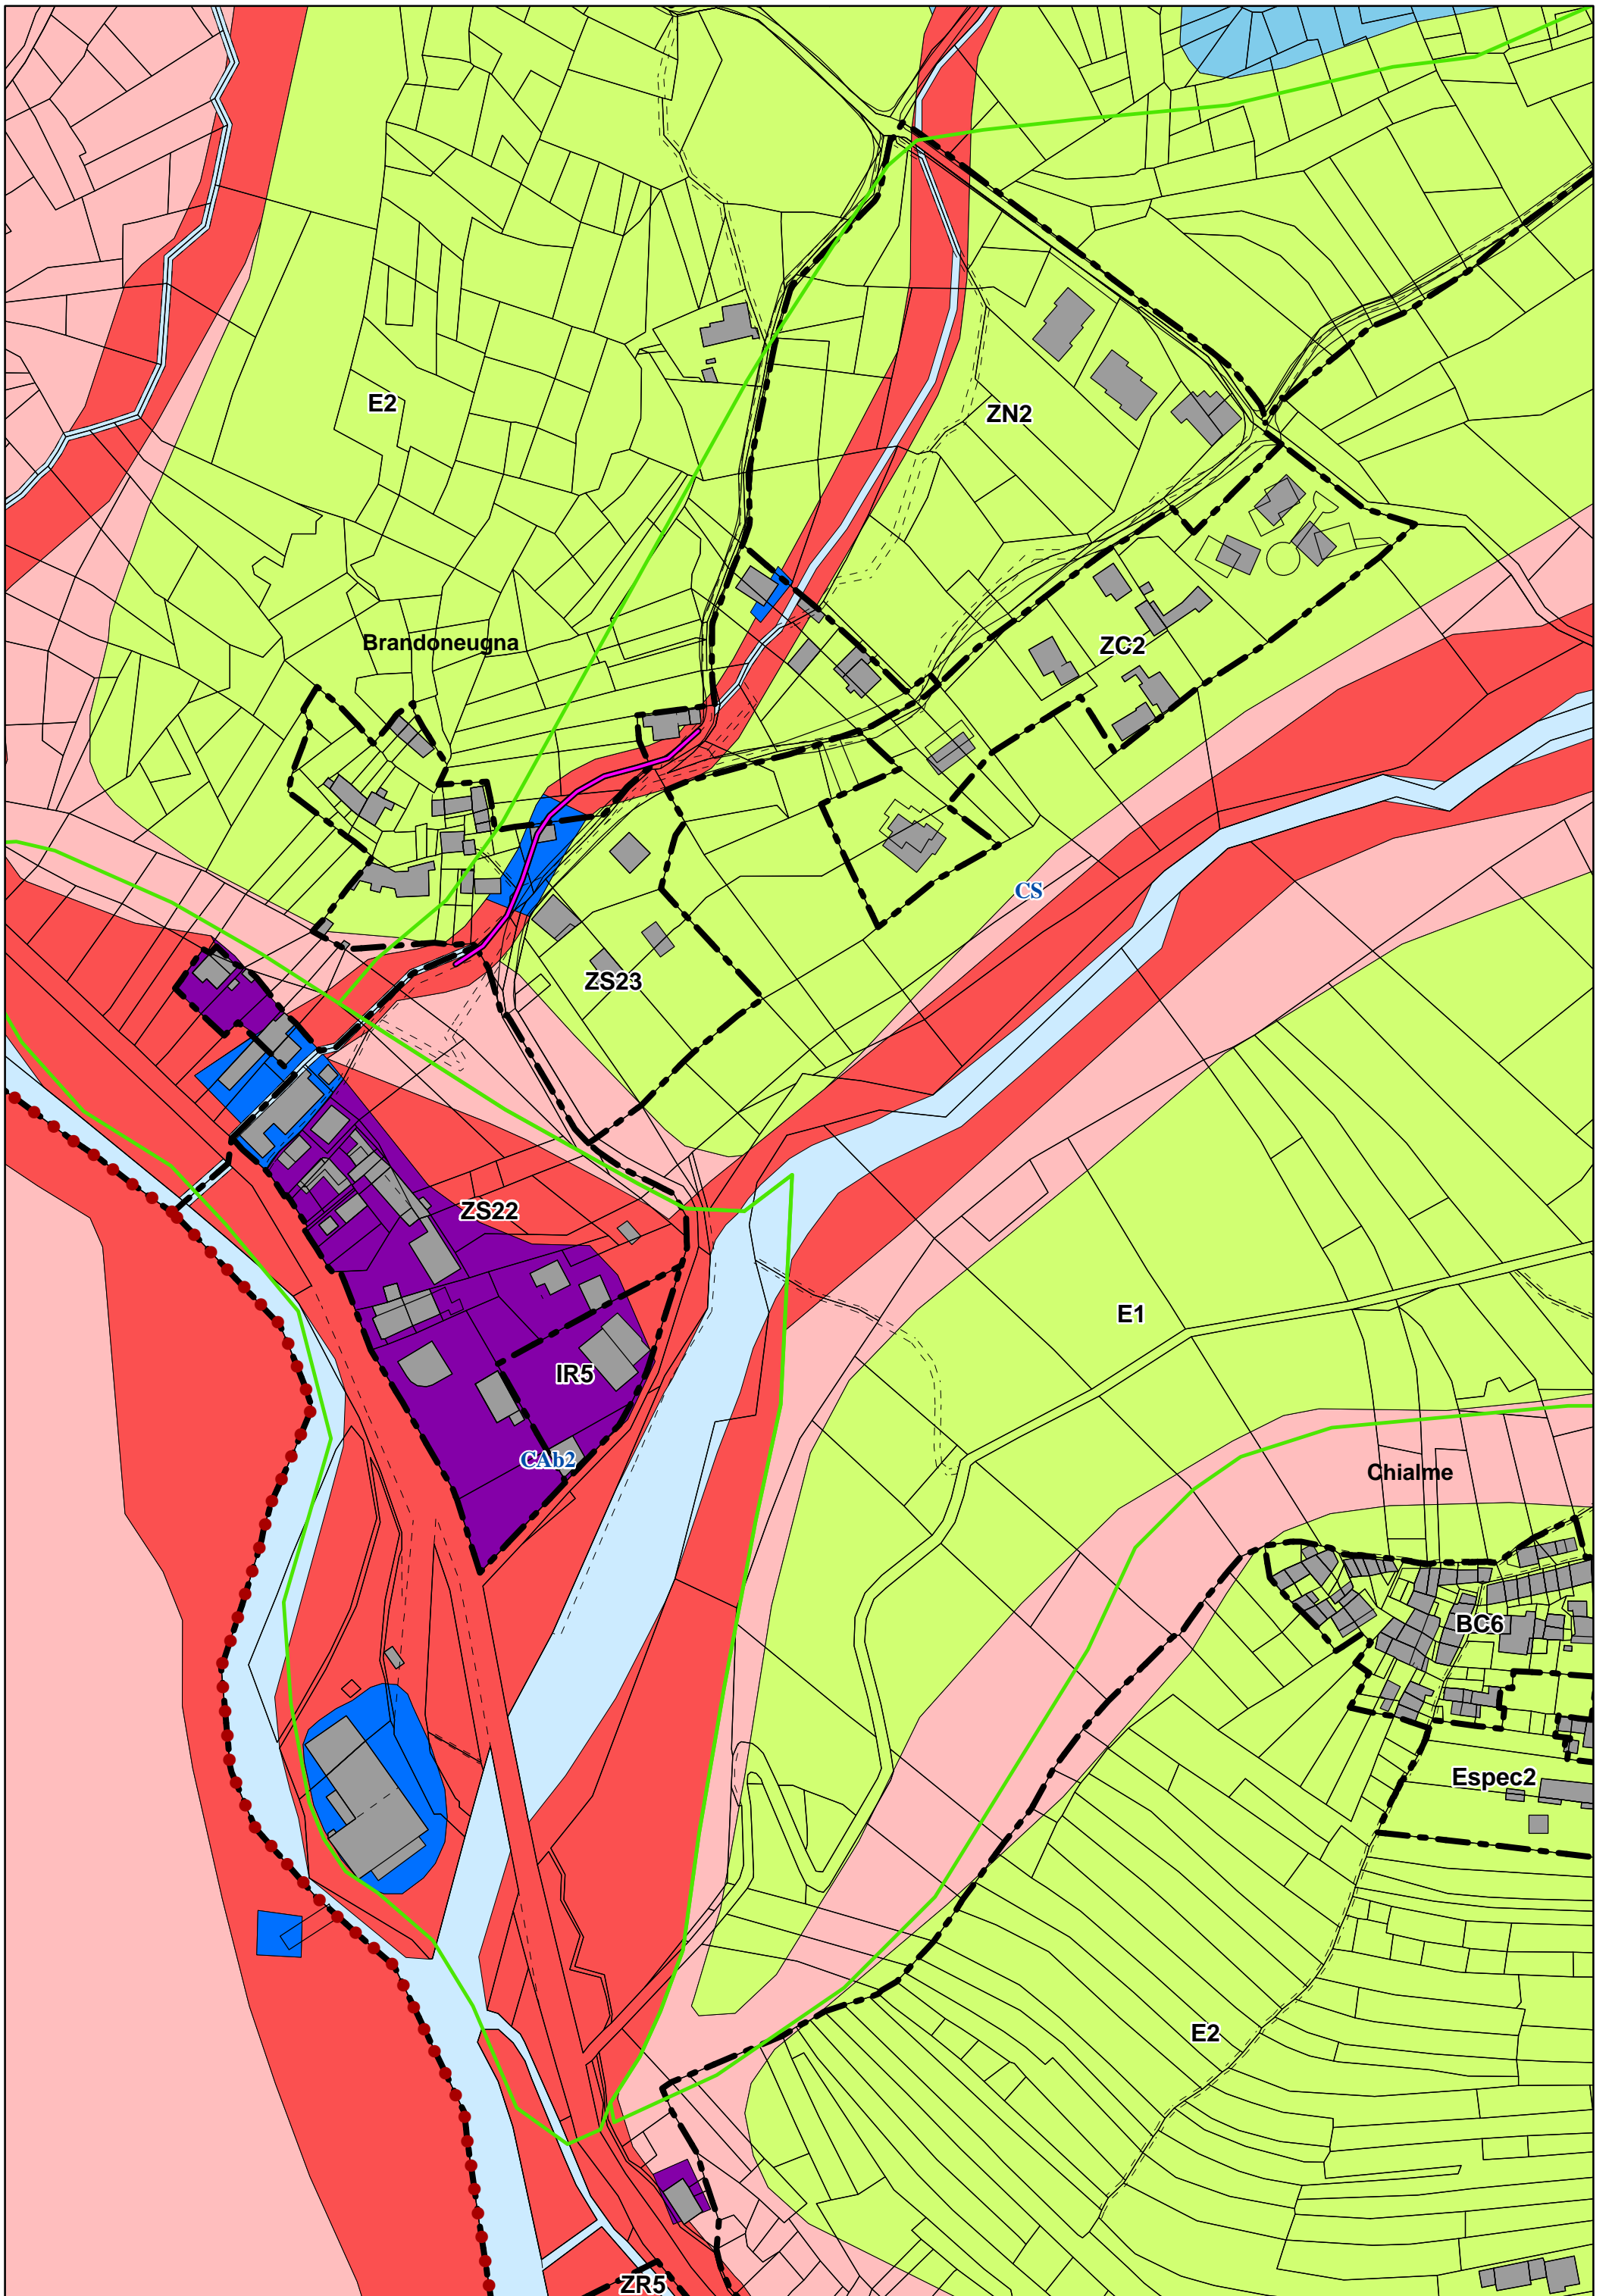 E2
ZN2
Brandoneugna
ZC2
CS
ZS23
ZS22
E1
IR5
CAb2
Chialme
BC6
Espec2
E2
ZR5